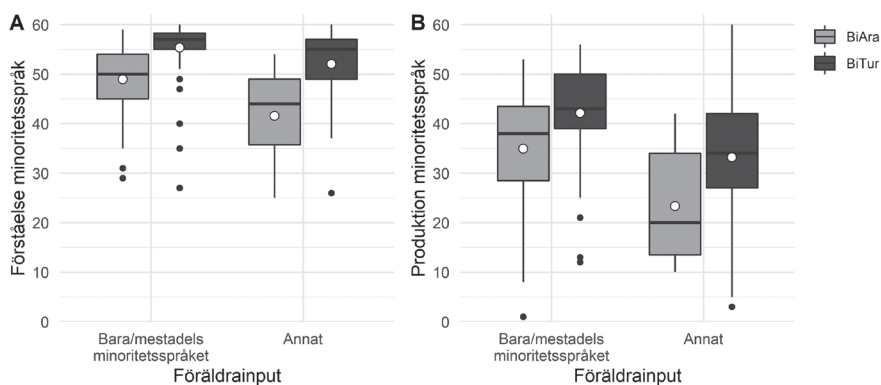 A
Förståelse minoritetsspråk
60
50
40
30
20
10
0
Bara/mestadels
minoritetsspråket
Annat
Föräldrainput
B
Produktion minoritetsspråk
60
50
40
30
20
10
0
Bara/mestadels
minoritetsspråket
Annat
Föräldrainput
BiAra
BiTur